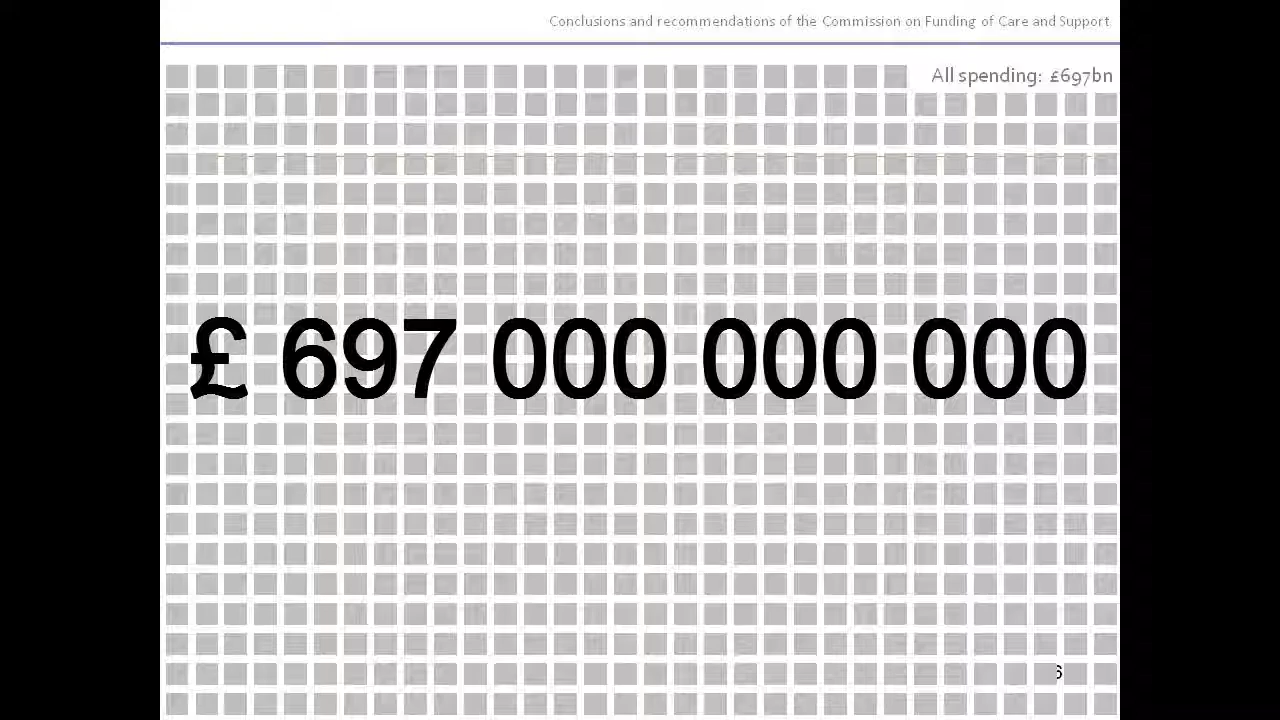 Conclusions and recommendations of the Commission on Funding of Care and Support
All spending: £697bn
£ 697 000 000 000
6